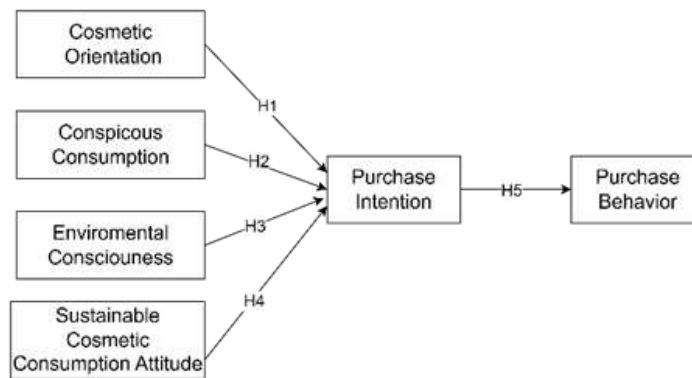 Cosmetic
Orientation
H1
Conspicous
Consumption
H2
Purchase
Intention
H5
Purchase
Behavior
Enviromental
Consciouness
H3
H4
Sustainable
Cosmetic
Consumption Attitude